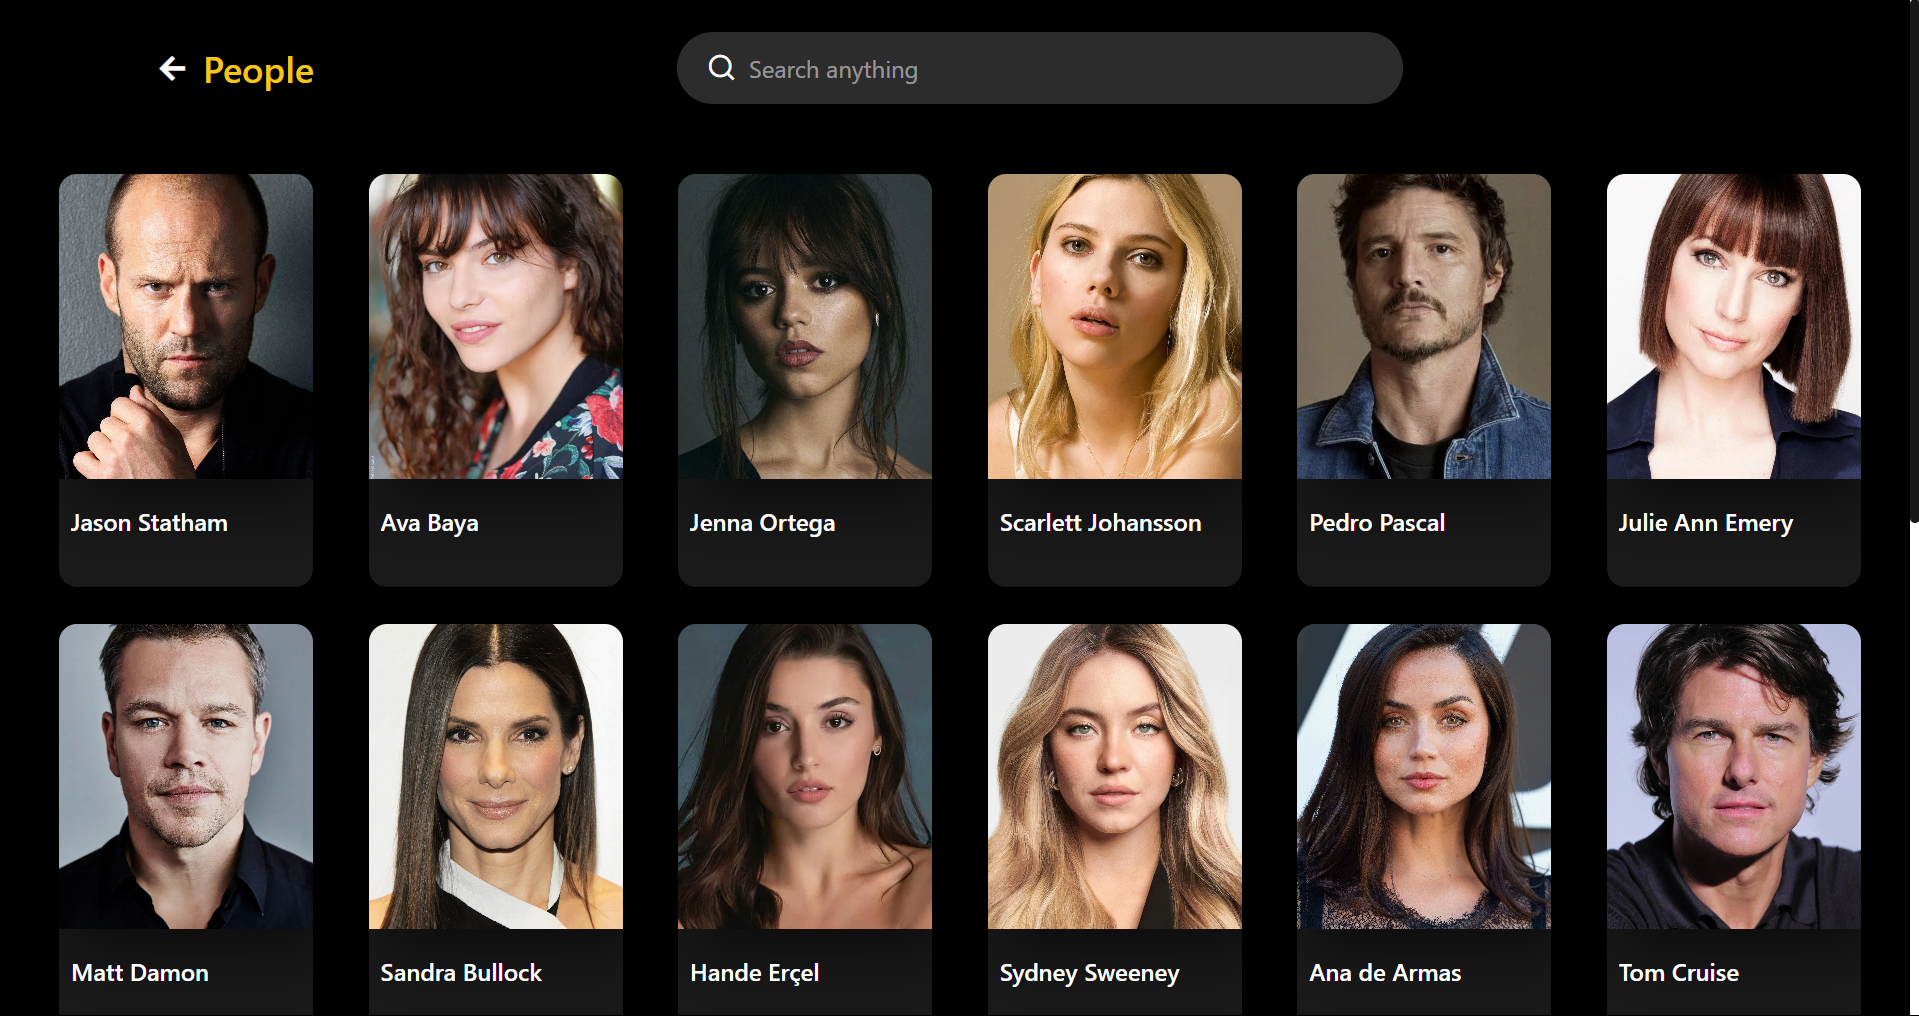 People
Search anything
Jason Statham
Ava Baya
Jenna Ortega
Scarlett Johansson
Pedro Pascal
Julie Ann Emery
Matt Damon
Sandra Bullock
Hande Erçel
Sydney Sweeney
Ana de Armas
Tom Cruise